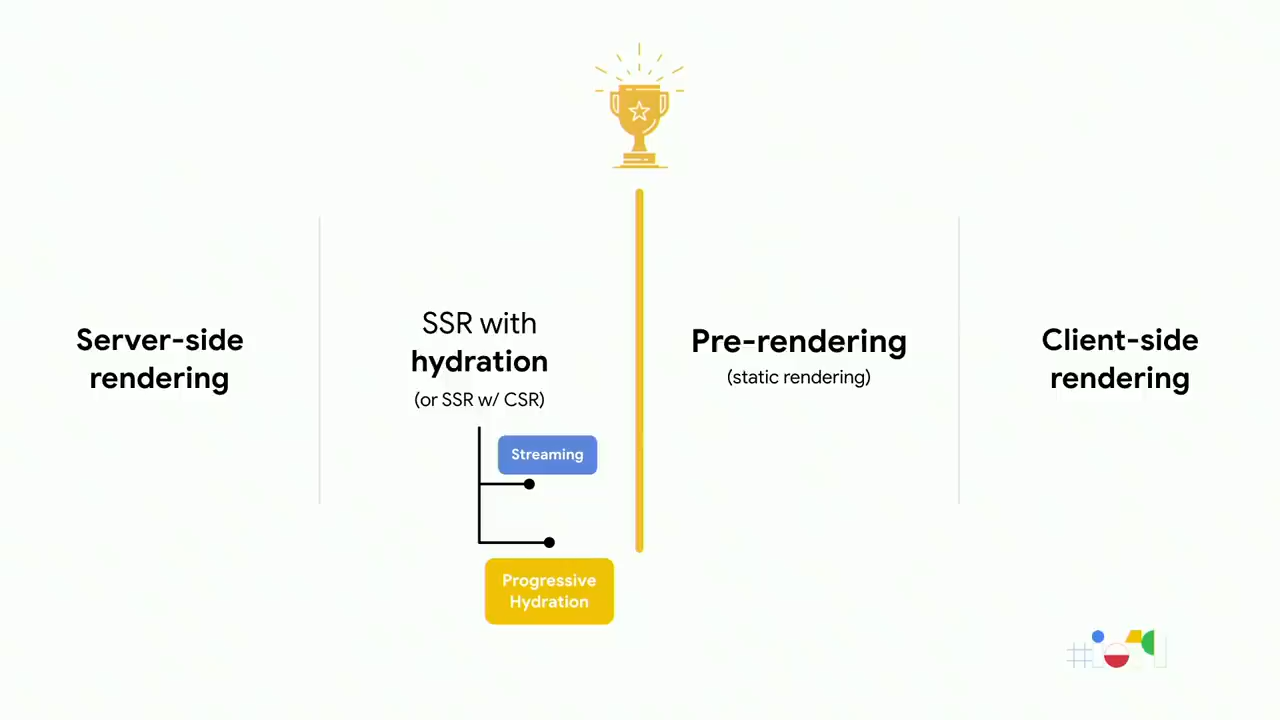 Server-side
rendering
SSR with
hydration
(or SSR w/ CSR)
Streaming
Progressive
Hydration
Pre-rendering
(static rendering)
Client-side
rendering